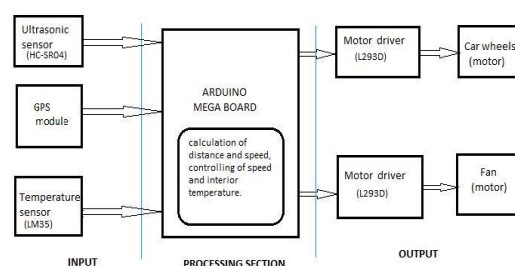 Ultrasonic
sensor
(HC-SR04)
GPS
module
Temperature
sensor
(LM35)
INPUT
ARDUINO
MEGA BOARD
calculation of
distance and speed,
controlling of speed
and interior
temperature.
PROCESSING SECTION
Motor driver
(L293D)
Car wheels
(motor)
Motor driver
(L293D)
Fan
(motor)
OUTPUT